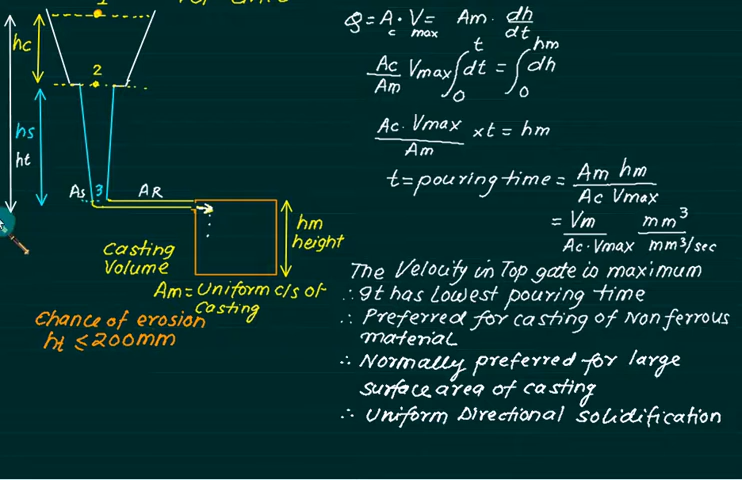 1
hc
2
hs
ht
As
3
AR
hm
height
Casting
Volume
Am = Uniform c/s of
Casting
Chance of erosion
ht ≤ 200mm
Q = Ac · Vmax = Am · dh/dt
Ac/Am Vmax ∫₀ᵗ dt = ∫₀ʰᵐ dh
Ac · Vmax/Am × t = hm
t = pouring time = Am hm/Ac Vmax
= Vm/Ac · Vmax mm³/mm³/sec
The Velocity in Top gate is maximum
∴ It has Lowest pouring time
∴ Preferred for casting of Non ferrous
material
∴ Normally preferred for large
surface area of casting
∴ Uniform Directional solidification